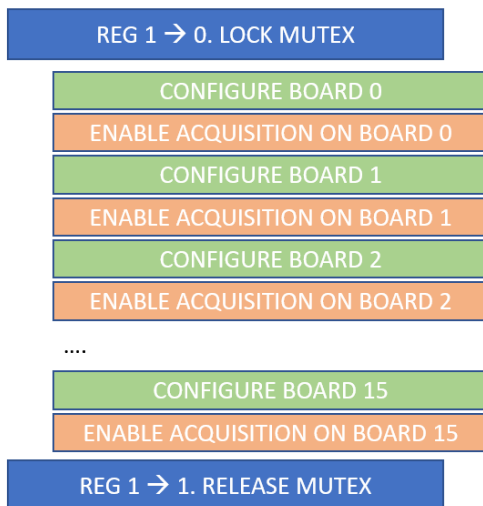 REG 1 → 0. LOCK MUTEX
CONFIGURE BOARD 0
ENABLE ACQUISITION ON BOARD 0
CONFIGURE BOARD 1
ENABLE ACQUISITION ON BOARD 1
CONFIGURE BOARD 2
ENABLE ACQUISITION ON BOARD 2
....
CONFIGURE BOARD 15
ENABLE ACQUISITION ON BOARD 15
REG 1 → 1. RELEASE MUTEX